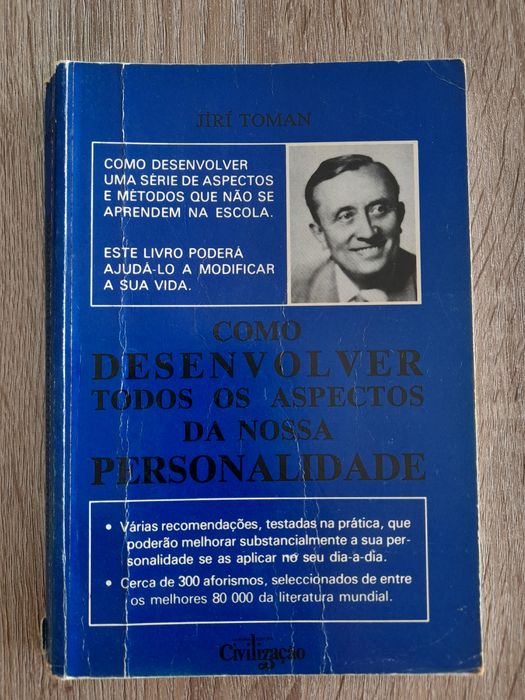 JÍRÍ TOMAN
COMO DESENVOLVER
UMA SÉRIE DE ASPECTOS
E MÉTODOS QUE NÃO SE
APRENDEM NA ESCOLA.
ESTE LIVRO PODERÁ
AJUDÁ-LO A MODIFICAR
A SUA VIDA.
COMO
DESENVOLVER
TODOS OS ASPECTOS
DA NOSSA
PERSONALIDADE
• Várias recomendações, testadas na prática, que
poderão melhorar substancialmente a sua per-
sonalidade se as aplicar no seu dia-a-dia.
• Cerca de 300 aforismos, seleccionados de entre
os melhores 80 000 da literatura mundial.
Civilização